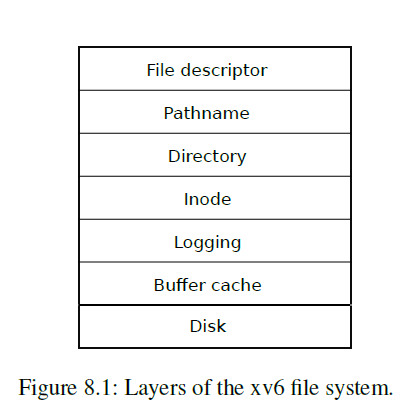 File descriptor
Pathname
Directory
Inode
Logging
Buffer cache
Disk
Figure 8.1: Layers of the xv6 file system.